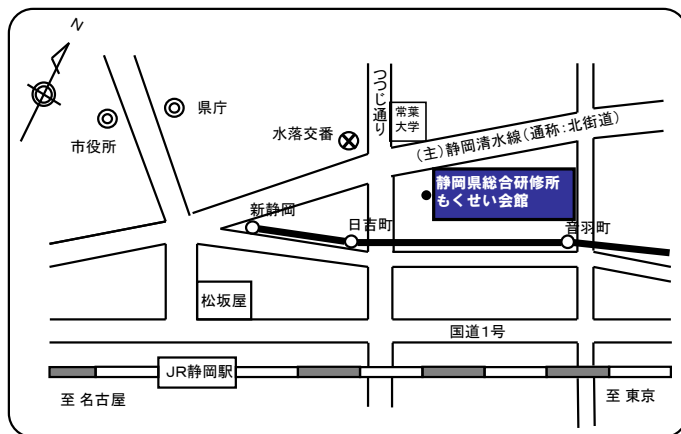 N
県庁
市役所
つつじ通り
常葉
大学
水落交番
(主)静岡清水線(通称:北街道)
静岡県総合研修所
もくせい会館
新静岡
日吉町
音羽町
松坂屋
国道1号
JR静岡駅
至 名古屋
至 東京